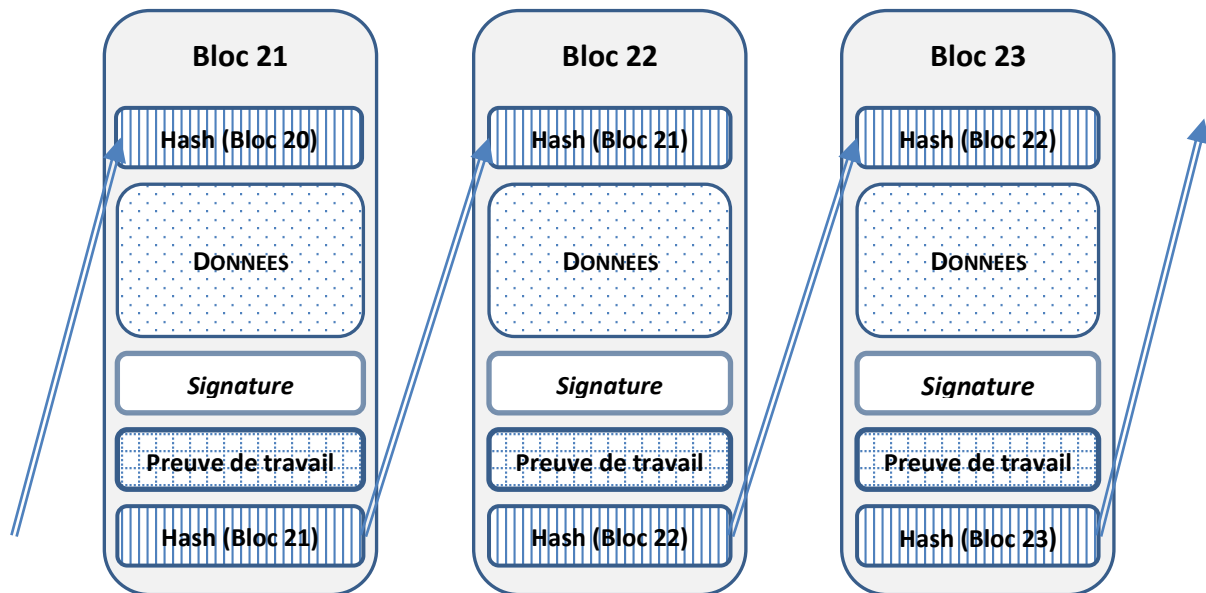 Bloc 21
Hash (Bloc 20)
DONNEES
Signature
Preuve de travail
Hash (Bloc 21)
Bloc 22
Hash (Bloc 21)
DONNEES
Signature
Preuve de travail
Hash (Bloc 22)
Bloc 23
Hash (Bloc 22)
DONNEES
Signature
Preuve de travail
Hash (Bloc 23)